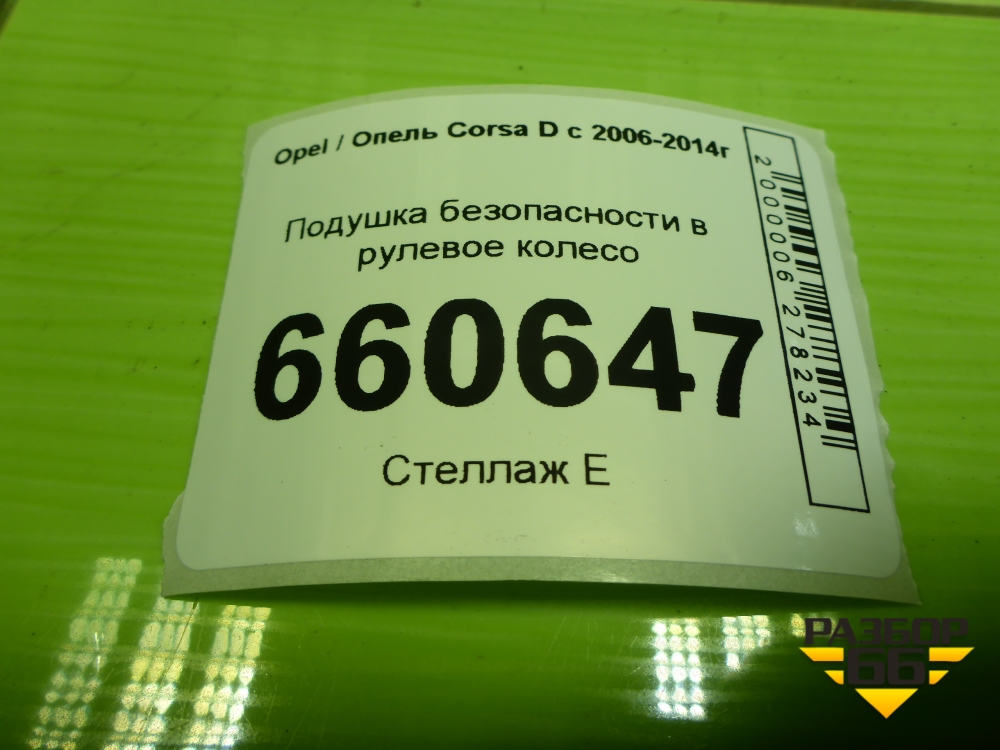 Opel / Опель Corsa D с 2006-2014г
Подушка безопасности в
рулевое колесо
660647
Стеллаж Е
2000006278234
РАЗБОР
66